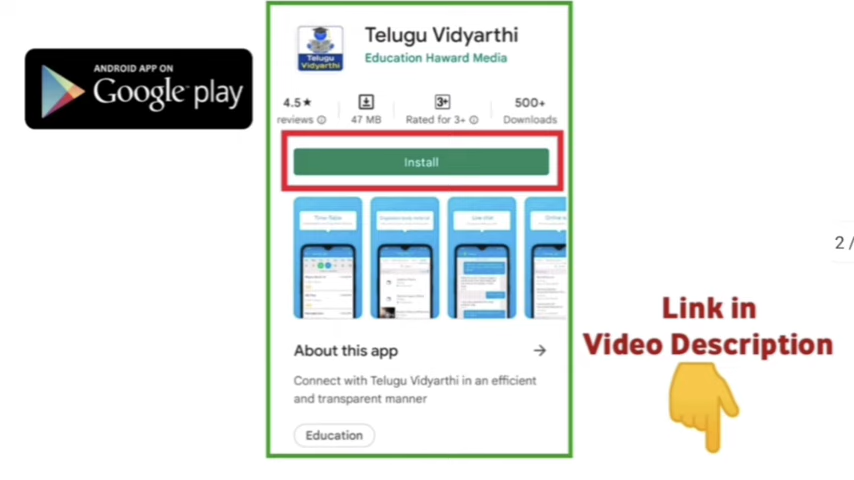 ANDROID APP ON
Google play
Telugu
Vidyarthi
Telugu Vidyarthi
Education Haward Media
4.5★
reviews
47 MB
3+
Rated for 3+
500+
Downloads
Install
Time-Table
Live
About this app
Connect with Telugu Vidyarthi in an efficient
and transparent manner
Education
2 /
Link in
Video Description